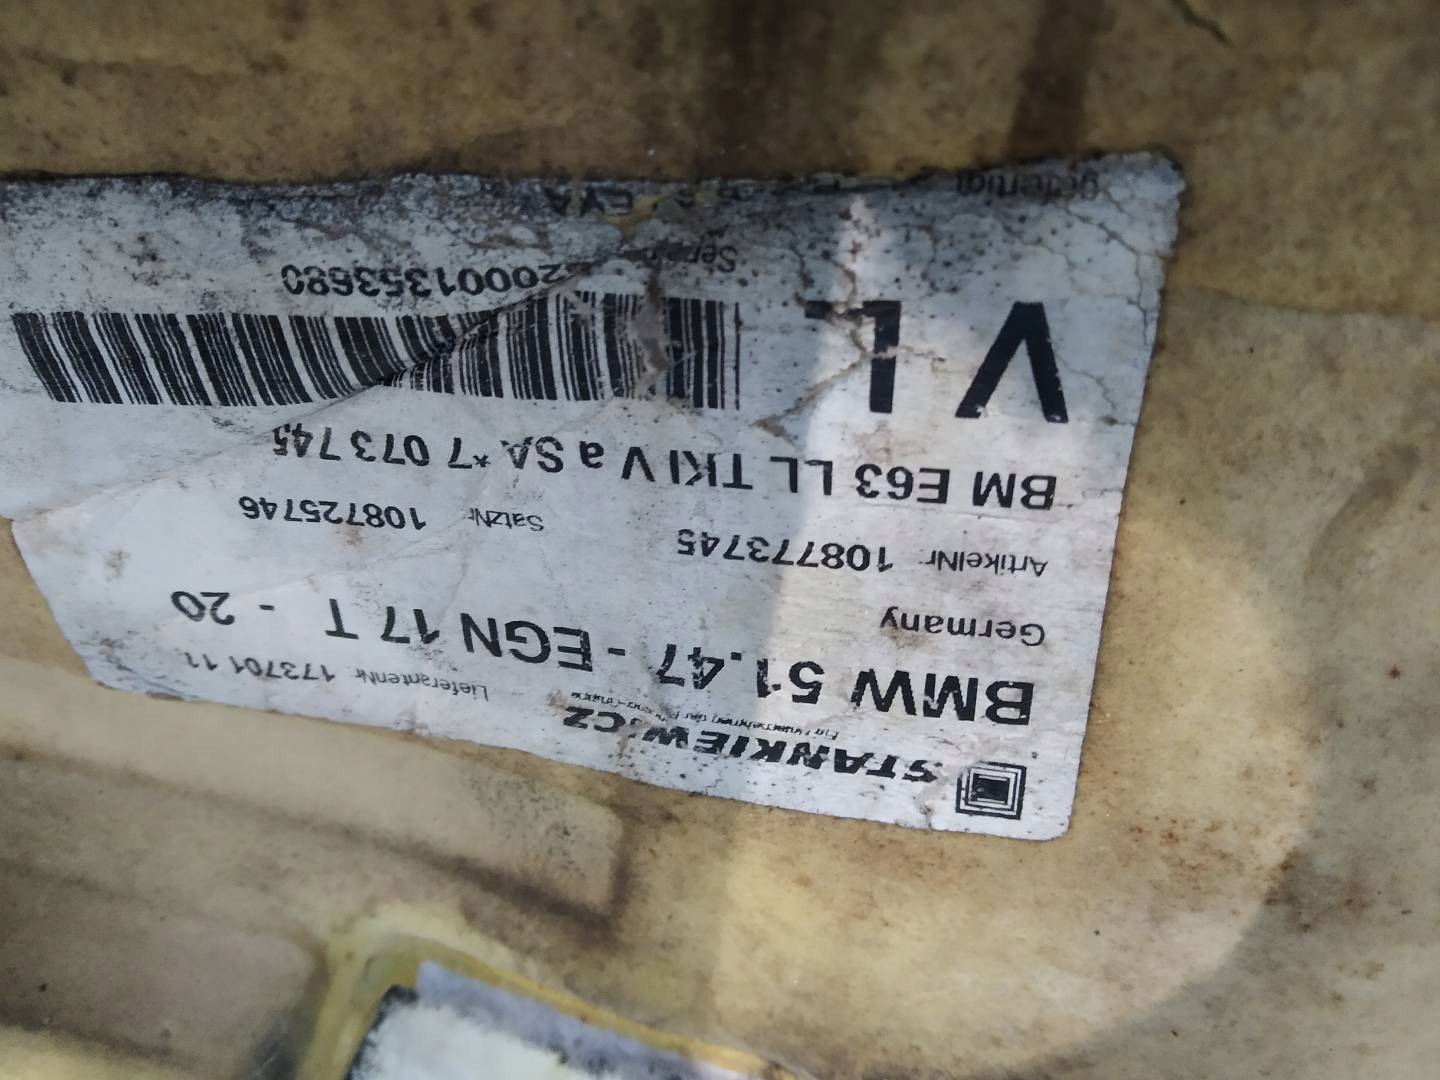 STANKIEWICZ
LieferantenNr. 173701 11
BMW 51.47 - EGN 17 T - 20
Germany
ArtikelNr. 108773745 SatzNr. 108725746
BM E63 LL TKI V a SA *7 073 745
V L
20001353680
gefertigt